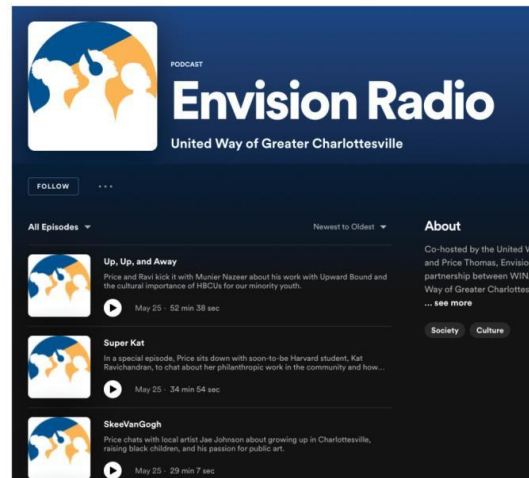 PODCAST
Envision Radio
United Way of Greater Charlottesville
FOLLOW
All Episodes
Newest to Oldest
Up, Up, and Away
Price and Ravi kick it with Munier Nazeer about his work with Upward Bound and
the cultural importance of HBCUs for our minority youth.
May 25 · 52 min 38 sec
Super Kat
In a special episode, Price sits down with soon-to-be Harvard student, Kat
Ravichandran, to chat about her philanthropic work in the community and how...
May 25 · 34 min 54 sec
SkeeVanGogh
Price chats with local artist Jae Johnson about growing up in Charlottesville,
raising black children, and his passion for public art.
May 25 · 29 min 7 sec
About
Co-hosted by the United W
and Price Thomas, Envisio
partnership between WIN
Way of Greater Charlottes
... see more
Society
Culture